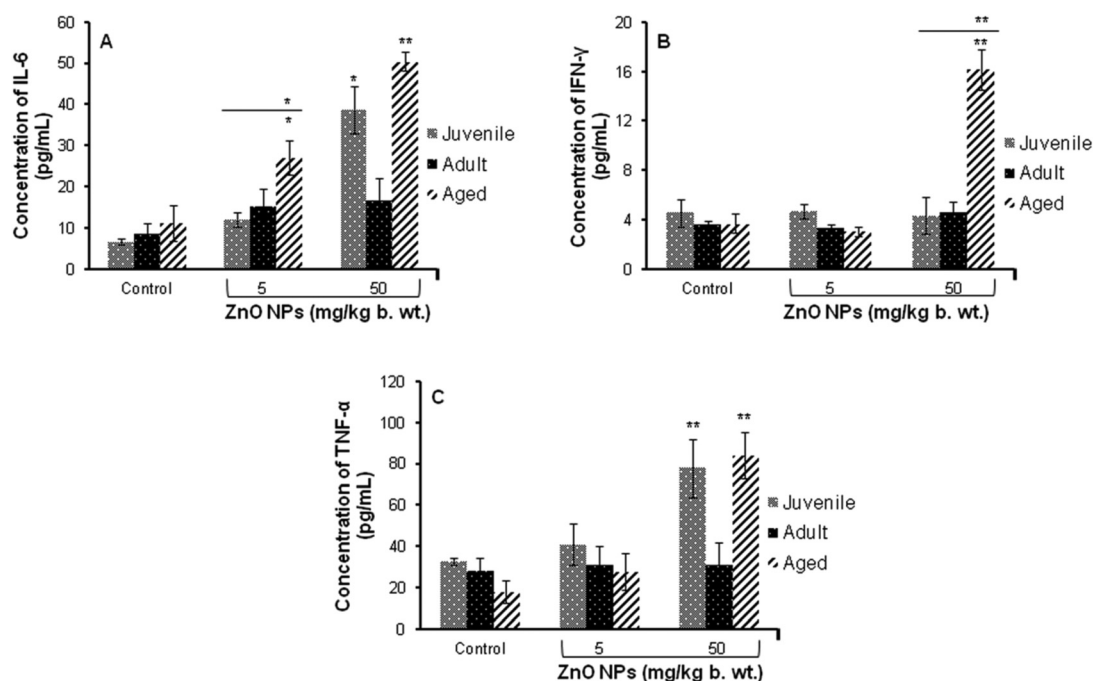 A
Concentration of IL-6
(pg/mL)
60
50
40
30
20
10
0
*
*
*
**
Juvenile
Adult
Aged
Control
5
50
ZnO NPs (mg/kg b. wt.)
B
Concentration of IFN-γ
(pg/mL)
20
16
12
8
4
0
**
**
Juvenile
Adult
Aged
Control
5
50
ZnO NPs (mg/kg b. wt.)
C
Concentration of TNF-α
(pg/mL)
120
100
80
60
40
20
0
**
**
Juvenile
Adult
Aged
Control
5
50
ZnO NPs (mg/kg b. wt.)